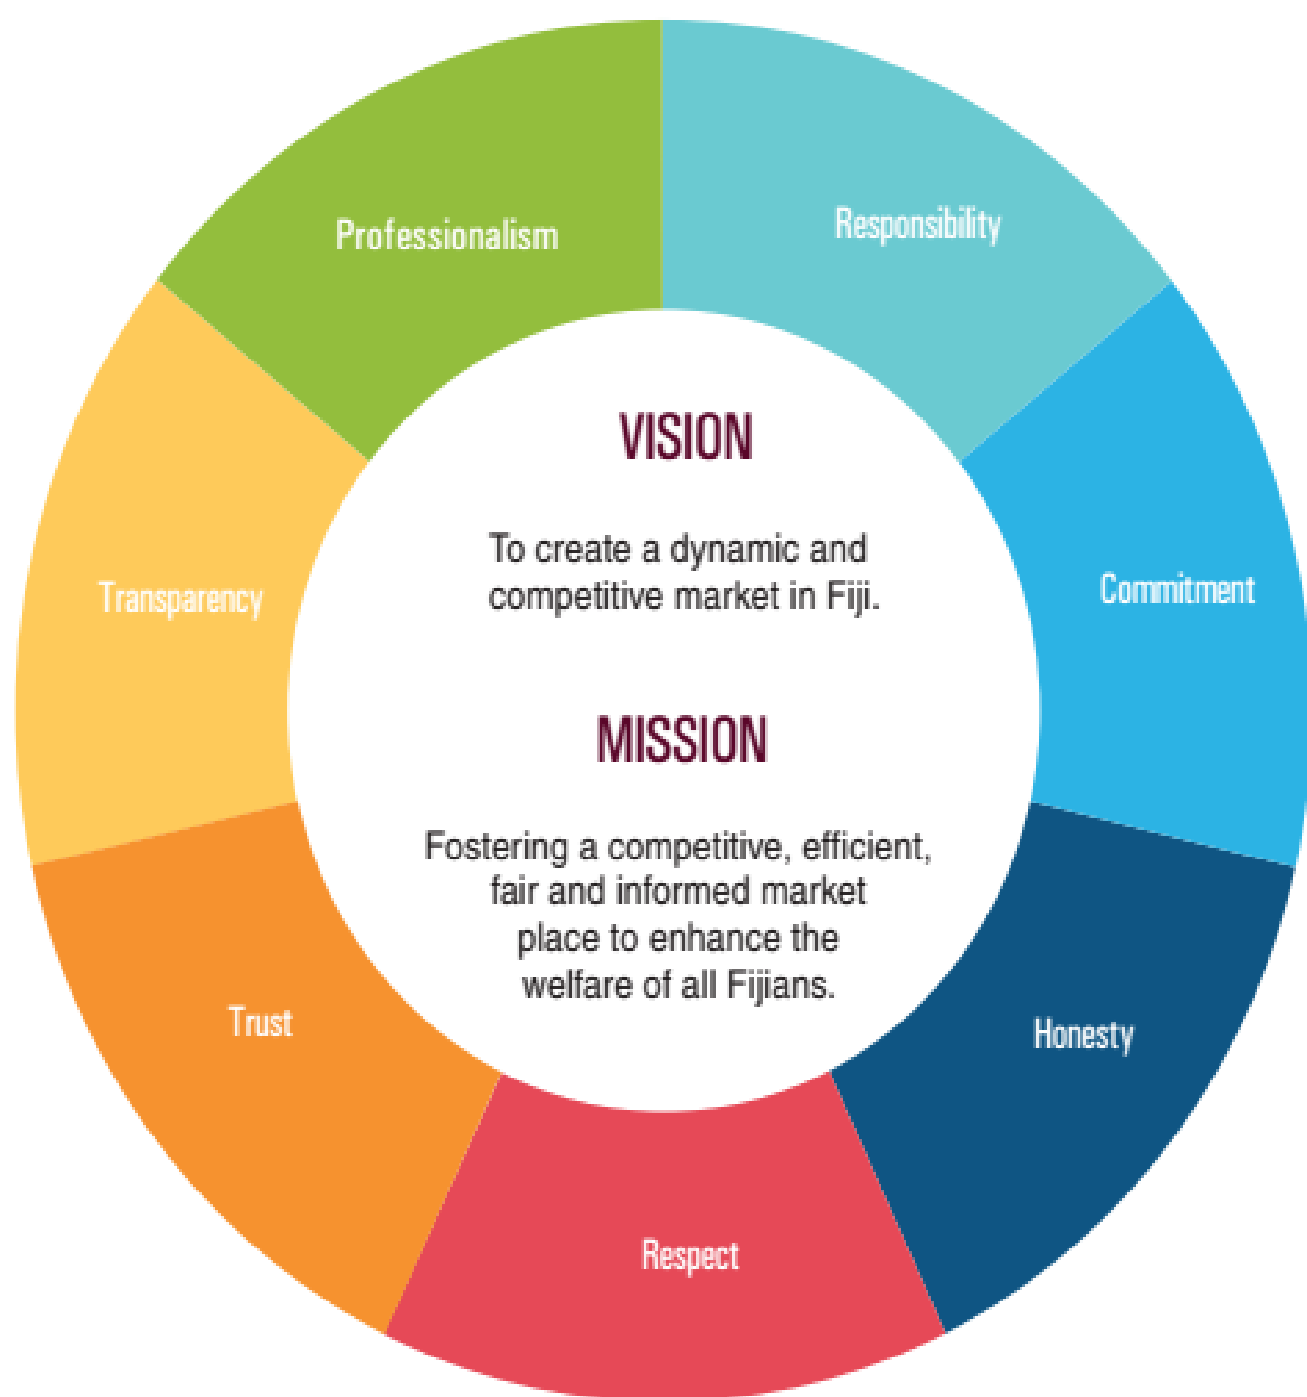 Professionalism
Responsibility
VISION
To create a dynamic and
competitive market in Fiji.
Transparency
Commitment
MISSION
Fostering a competitive, efficient,
fair and informed market
place to enhance the
welfare of all Fijians.
Trust
Honesty
Respect